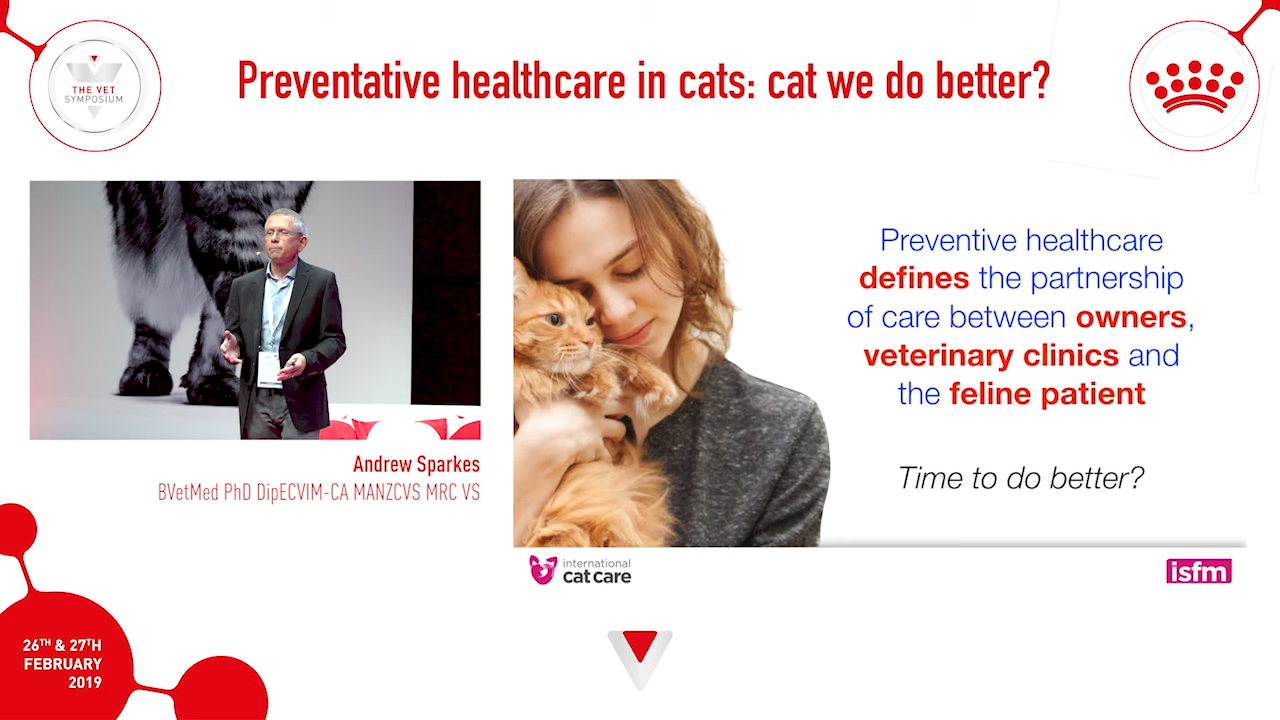 THE VET
SYMPOSIUM
Preventative healthcare in cats: cat we do better?
Andrew Sparkes
BVetMed PhD DipECVIM-CA MANZCVS MRC VS
Preventive healthcare
defines the partnership
of care between owners,
veterinary clinics and
the feline patient
Time to do better?
international
cat care
isfm
26TH & 27TH
FEBRUARY
2019